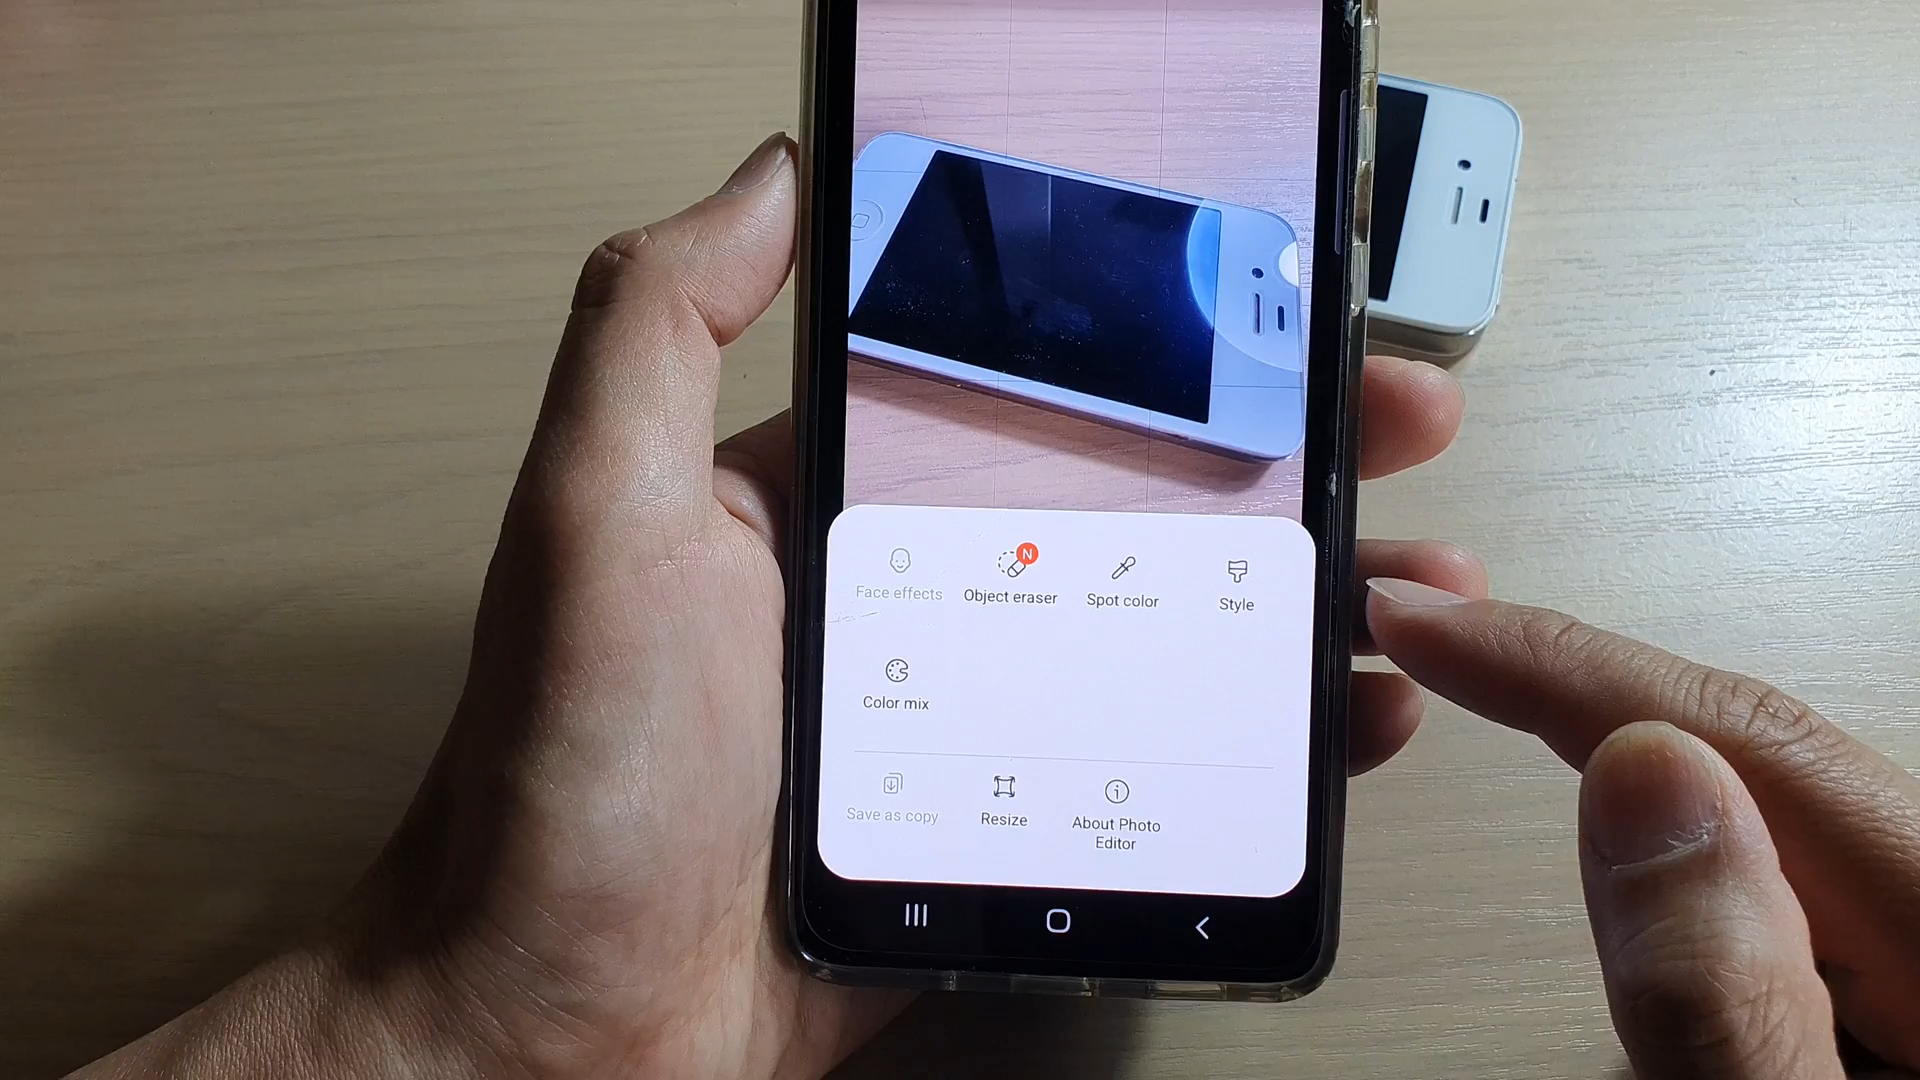 N
Face effects
Object eraser
Spot color
Style
Color mix
Save as copy
Resize
About Photo
Editor